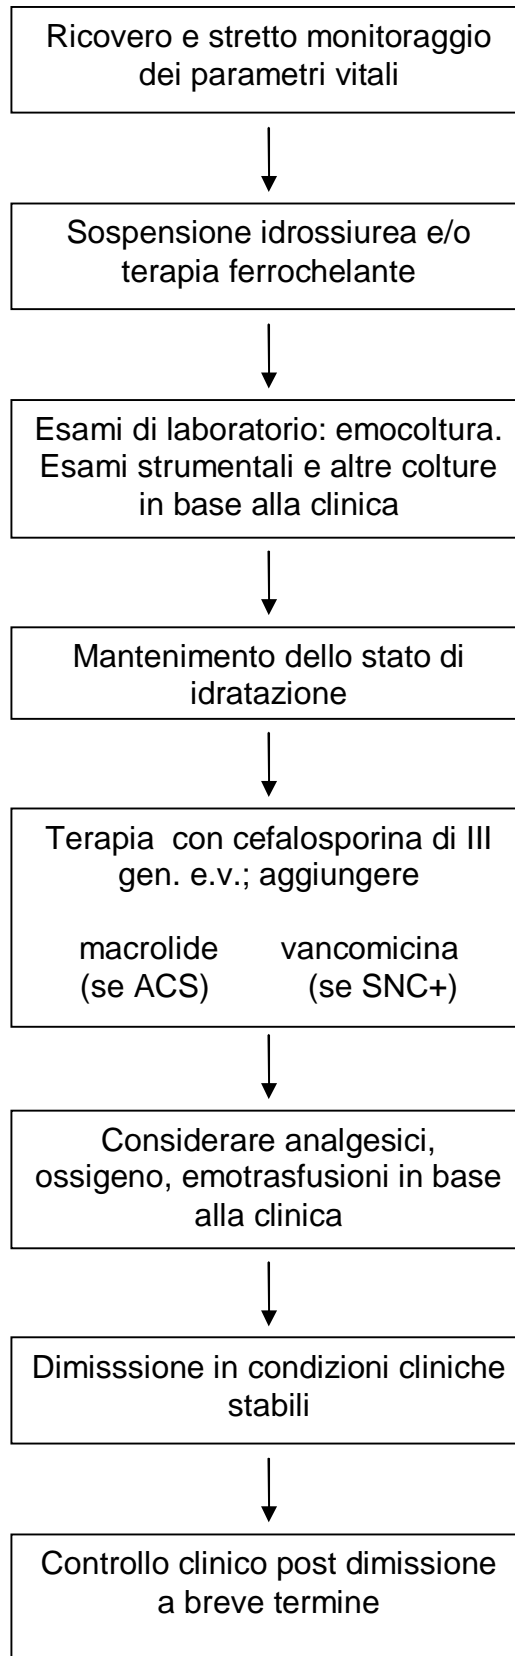 Ricovero e stretto monitoraggio
dei parametri vitali
Sospensione idrossiurea e/o
terapia ferrochelante
Esami di laboratorio: emocoltura.
Esami strumentali e altre colture
in base alla clinica
Mantenimento dello stato di
idratazione
Terapia con cefalosporina di III
gen. e.v.; aggiungere
macrolide vancomicina
(se ACS) (se SNC+)
Considerare analgesici,
ossigeno, emotrasfusioni in base
alla clinica
Dimisssione in condizioni cliniche
stabili
Controllo clinico post dimissione
a breve termine